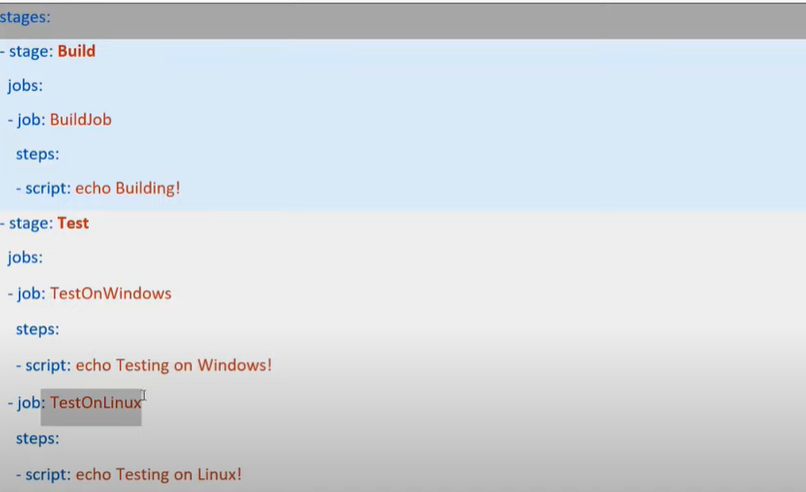 stages:
- stage: Build
jobs:
- job: BuildJob
steps:
- script: echo Building!
- stage: Test
jobs:
- job: TestOnWindows
steps:
- script: echo Testing on Windows!
- job: TestOnLinux
steps:
- script: echo Testing on Linux!